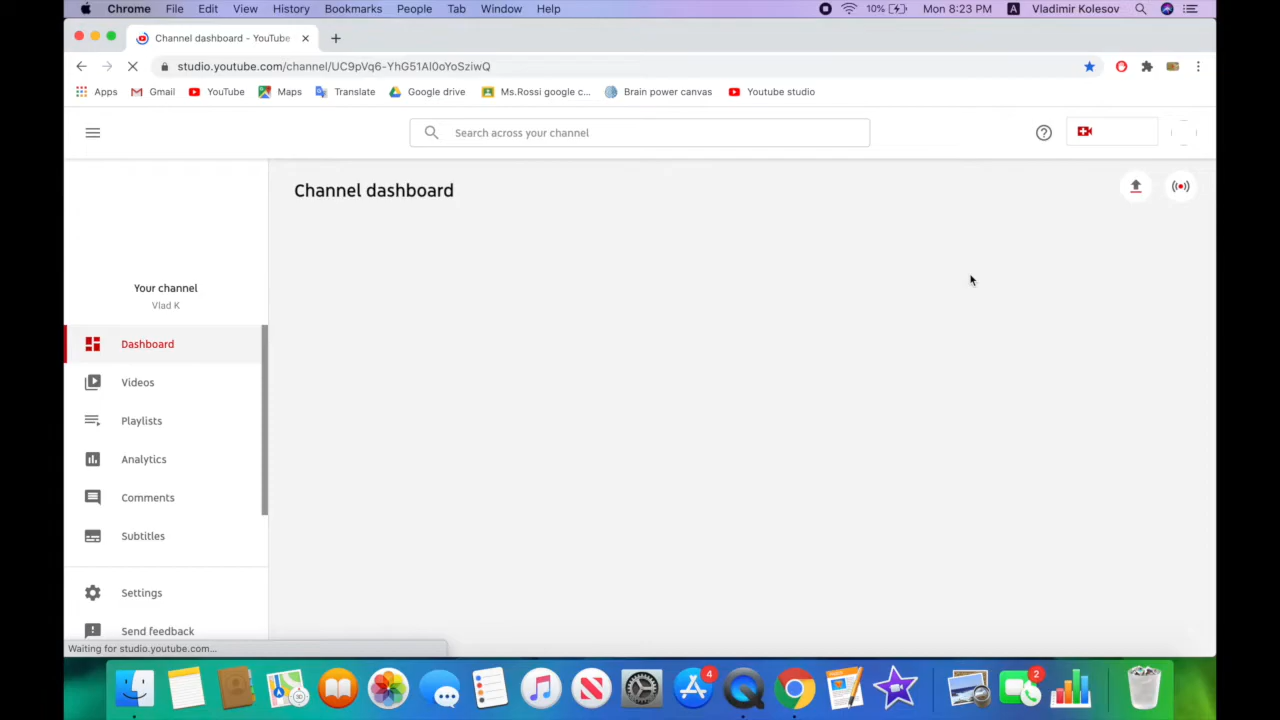 Chrome File Edit View History Bookmarks People Tab Window Help 10% Mon 8:23 PM A Vladimir Kolesov
Channel dashboard - YouTube
studio.youtube.com/channel/UC9pVq6-YhG51AI0oYoSziwQ
Apps Gmail YouTube Maps Translate Google drive Ms.Rossi google c... Brain power canvas Youtube studio
Search across your channel
Channel dashboard
Your channel
Vlad K
Dashboard
Videos
Playlists
Analytics
Comments
Subtitles
Settings
Send feedback
Waiting for studio.youtube.com...
4
2